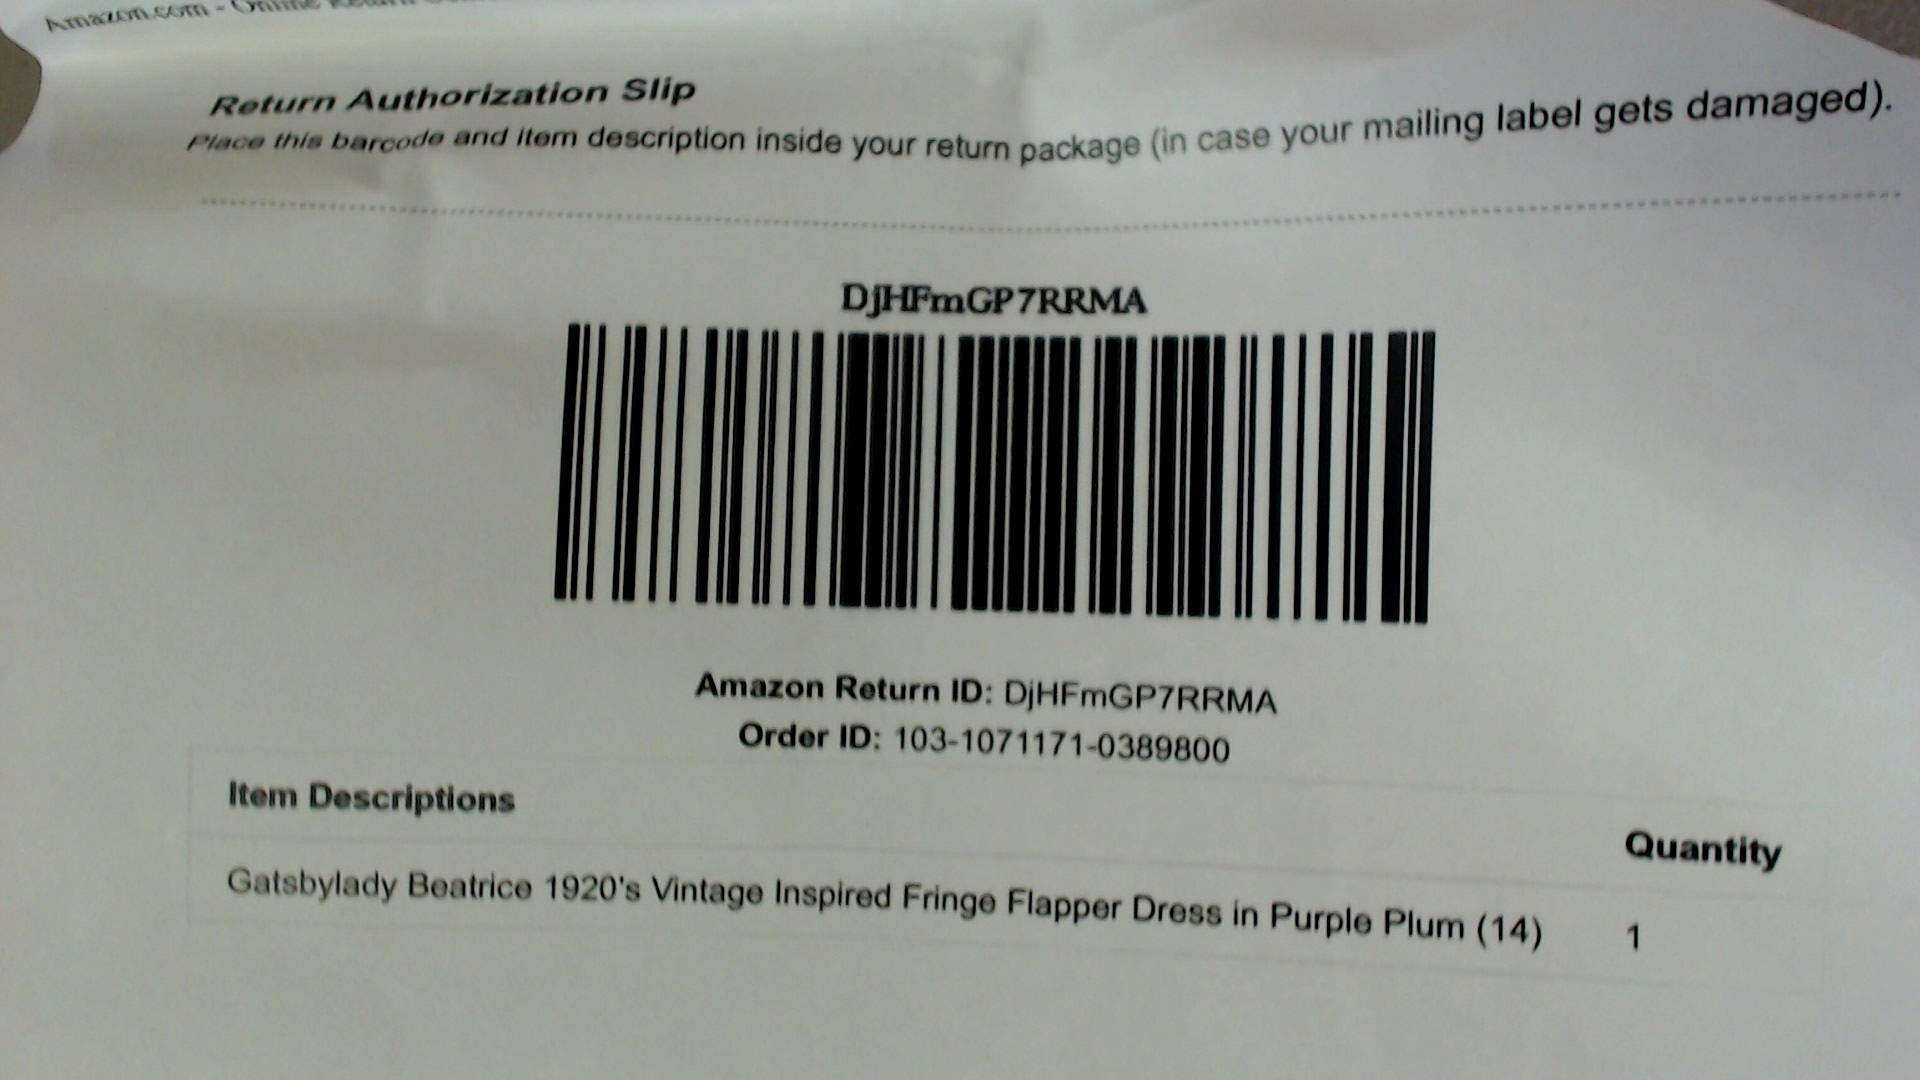 Amazon.com - Online Return
Return Authorization Slip
Place this barcode and item description inside your return package (in case your mailing label gets damaged).
DjHFmGP7RRMA
Amazon Return ID: DjHFmGP7RRMA
Order ID: 103-1071171-0389800
Item Descriptions
Quantity
Gatsbylady Beatrice 1920's Vintage Inspired Fringe Flapper Dress in Purple Plum (14)
1